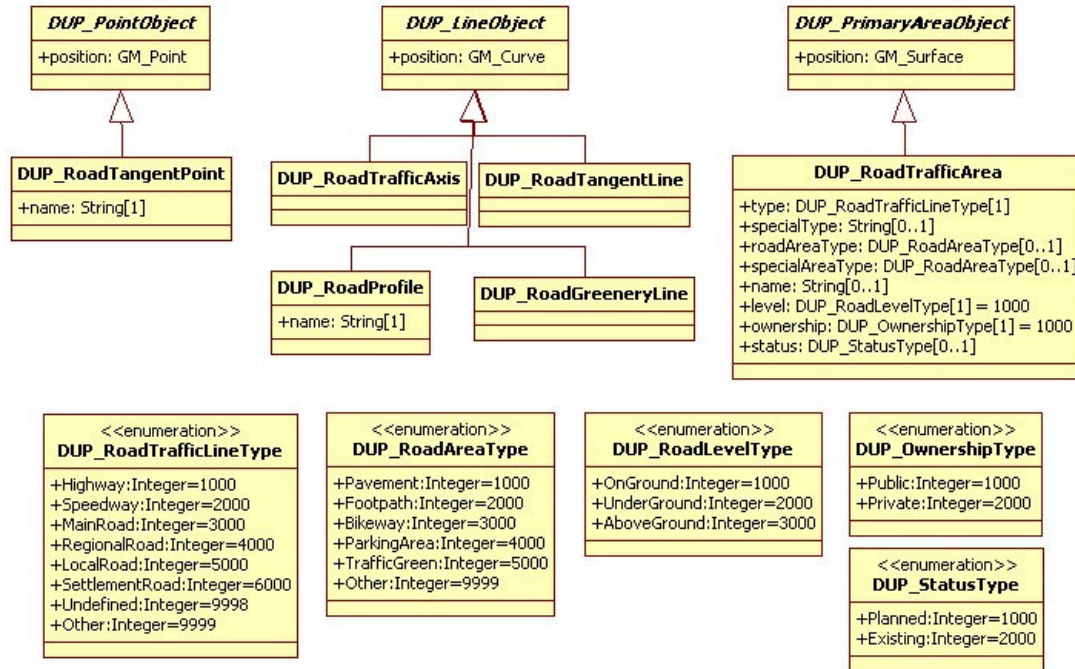 DUP_PointObject
+position: GM_Point
DUP_LineObject
+position: GM_Curve
DUP_PrimaryAreaObject
+position: GM_Surface
DUP_RoadTangentPoint
+name: String[1]
DUP_RoadTrafficAxis
DUP_RoadTangentLine
DUP_RoadProfile
+name: String[1]
DUP_RoadGreeneryLine
DUP_RoadTrafficArea
+type: DUP_RoadTrafficLineType[1]
+specialType: String[0..1]
+roadAreaType: DUP_RoadAreaType[0..1]
+specialAreaType: DUP_RoadAreaType[0..1]
+name: String[0..1]
+level: DUP_RoadLevelType[1] = 1000
+ownership: DUP_OwnershipType[1] = 1000
+status: DUP_StatusType[0..1]
<<enumeration>>
DUP_RoadTrafficLineType
+Highway:Integer=1000
+Speedway:Integer=2000
+MainRoad:Integer=3000
+RegionalRoad:Integer=4000
+LocalRoad:Integer=5000
+SettlementRoad:Integer=6000
+Undefined:Integer=9998
+Other:Integer=9999
<<enumeration>>
DUP_RoadAreaType
+Pavement:Integer=1000
+Footpath:Integer=2000
+Bikeway:Integer=3000
+ParkingArea:Integer=4000
+TrafficGreen:Integer=5000
+Other:Integer=9999
<<enumeration>>
DUP_RoadLevelType
+OnGround:Integer=1000
+UnderGround:Integer=2000
+AboveGround:Integer=3000
<<enumeration>>
DUP_OwnershipType
+Public:Integer=1000
+Private:Integer=2000
<<enumeration>>
DUP_StatusType
+Planned:Integer=1000
+Existing:Integer=2000